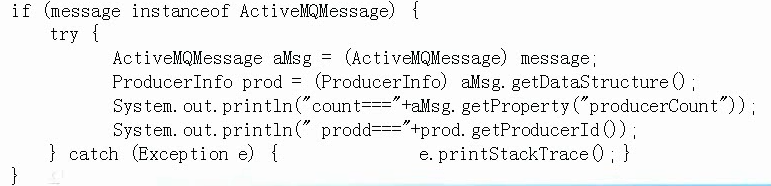 if (message instanceof ActiveMQMessage) {
try {
ActiveMQMessage aMsg = (ActiveMQMessage) message;
ProducerInfo prod = (ProducerInfo) aMsg.getDataStructure();
System.out.println("count==="+aMsg.getProperty("producerCount"));
System.out.println(" prodd==="+prod.getProducerId());
} catch (Exception e) { e.printStackTrace(); }
}